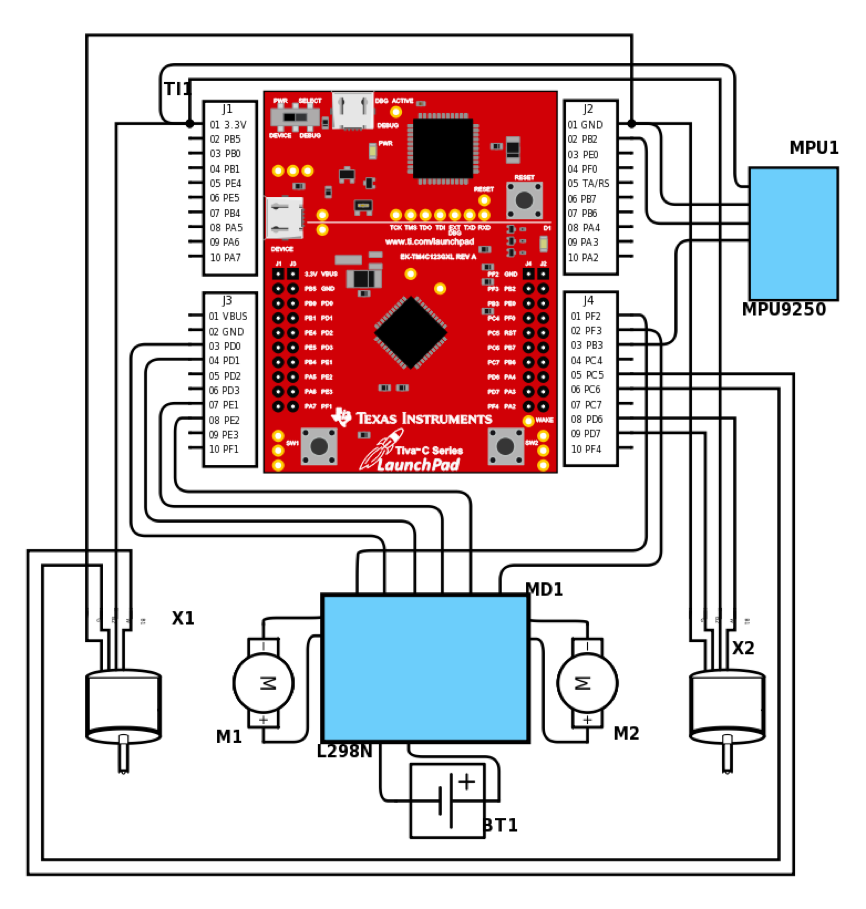 TI1
J1
01 3.3V
02 PB5
03 PB0
04 PB1
05 PE4
06 PE5
07 PB4
08 PA5
09 PA6
10 PA7
J3
01 VBUS
02 GND
03 PD0
04 PD1
05 PD2
06 PD3
07 PE1
08 PE2
09 PE3
10 PF1
PWR SELECT
DBG ACTIVE
DEBUG
DEVICE DEBUG
PWR
RESET
RESET
TCK TMS TDO TDI EXT TXD RXD
DBG
D1
DEVICE
www.ti.com/launchpad
EK-TM4C123GXL REV A
J1 J3
3.3V VBUS
PB5 GND
PB0 PD0
PB1 PD1
PE4 PD2
PE5 PD3
PB4 PE1
PA5 PE2
PA6 PE3
PA7 PF1
J4 J2
PF2 GND
PF3 PB2
PB3 PE0
PC4 PF0
PC5 RST
PC6 PB7
PC7 PB6
PD6 PA4
PD7 PA3
PF4 PA2
WAKE
TEXAS INSTRUMENTS
SW1
SW2
Tiva™ C Series
LaunchPad
J2
01 GND
02 PB2
03 PE0
04 PF0
05 TA/RS
06 PB7
07 PB6
08 PA4
09 PA3
10 PA2
J4
01 PF2
02 PF3
03 PB3
04 PC4
05 PC5
06 PC6
07 PC7
08 PD6
09 PD7
10 PF4
MPU1
MPU9250
X1
M
M1
MD1
L298N
M
M2
X2
BT1